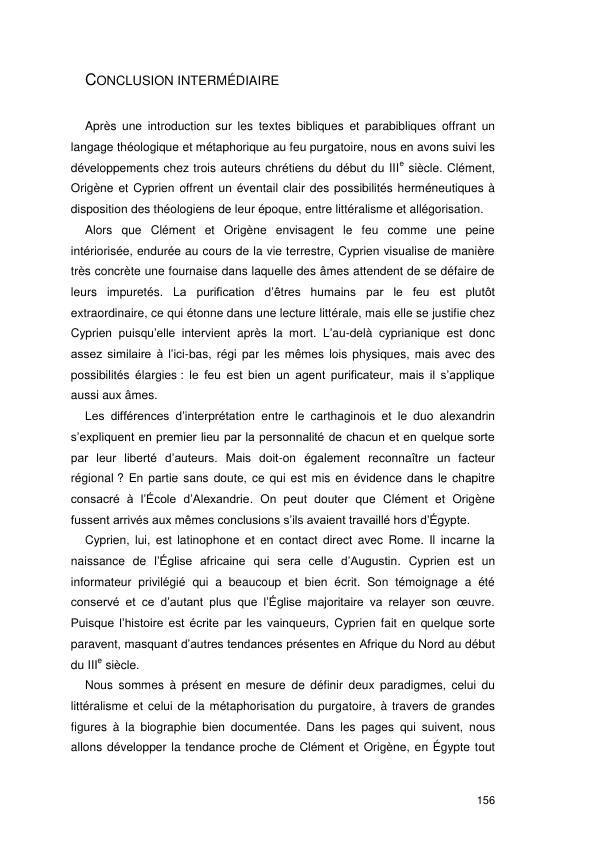 CONCLUSION INTERMÉDIAIRE
Après une introduction sur les textes bibliques et parabibliques offrant un
langage théologique et métaphorique au feu purgatoire, nous en avons suivi les
développements chez trois auteurs chrétiens du début du IIIe siècle. Clément,
Origène et Cyprien offrent un éventail clair des possibilités herméneutiques à
disposition des théologiens de leur époque, entre littéralisme et allégorisation.
Alors que Clément et Origène envisagent le feu comme une peine
intériorisée, endurée au cours de la vie terrestre, Cyprien visualise de manière
très concrète une fournaise dans laquelle des âmes attendent de se défaire de
leurs impuretés. La purification d'êtres humains par le feu est plutôt
extraordinaire, ce qui étonne dans une lecture littérale, mais elle se justifie chez
Cyprien puisqu'elle intervient après la mort. L'au-delà cyprianique est donc
assez similaire à l'ici-bas, régi par les mêmes lois physiques, mais avec des
possibilités élargies : le feu est bien un agent purificateur, mais il s'applique
aussi aux âmes.
Les différences d'interprétation entre le carthaginois et le duo alexandrin
s'expliquent en premier lieu par la personnalité de chacun et en quelque sorte
par leur liberté d'auteurs. Mais doit-on également reconnaître un facteur
régional ? En partie sans doute, ce qui est mis en évidence dans le chapitre
consacré à l'École d'Alexandrie. On peut douter que Clément et Origène
fussent arrivés aux mêmes conclusions s'ils avaient travaillé hors d'Égypte.
Cyprien, lui, est latinophone et en contact direct avec Rome. Il incarne la
naissance de l'Église africaine qui sera celle d'Augustin. Cyprien est un
informateur privilégié qui a beaucoup et bien écrit. Son témoignage a été
conservé et ce d'autant plus que l'Église majoritaire va relayer son œuvre.
Puisque l'histoire est écrite par les vainqueurs, Cyprien fait en quelque sorte
paravent, masquant d'autres tendances présentes en Afrique du Nord au début
du IIIe siècle.
Nous sommes à présent en mesure de définir deux paradigmes, celui du
littéralisme et celui de la métaphorisation du purgatoire, à travers de grandes
figures à la biographie bien documentée. Dans les pages qui suivent, nous
allons développer la tendance proche de Clément et Origène, en Égypte tout
156